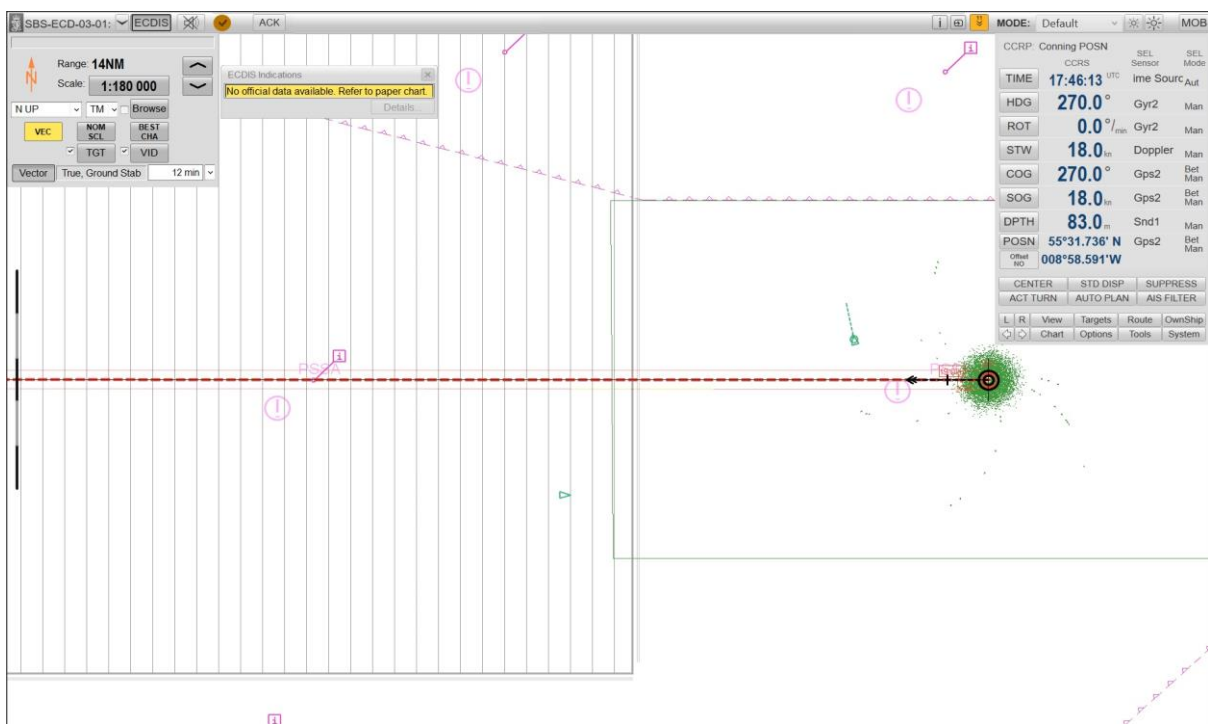 SBS-ECD-03-01: ECDIS ACK
MODE: Default MOB
Range: 14NM
Scale: 1:180 000
N UP TM Browse
VEC NOM SCL BEST CHA
TGT VID
Vector True, Ground Stab 12 min
ECDIS Indications
No official data available. Refer to paper chart.
Details...
CCRP: Conning POSN
CCRS SEL Sensor SEL Mode
TIME 17:46:13 UTC ime Sourc Aut
HDG 270.0° Gyr2 Man
ROT 0.0°/min Gyr2 Man
STW 18.0 kn Doppler Man
COG 270.0° Gps2 Bet Man
SOG 18.0 kn Gps2 Bet Man
DPTH 83.0 m Snd1 Man
POSN 55°31.736' N Gps2 Bet Man
Offset NO 008°58.591'W
CENTER STD DISP SUPPRESS
ACT TURN AUTO PLAN AIS FILTER
L R View Targets Route OwnShip
Chart Options Tools System
PSSA